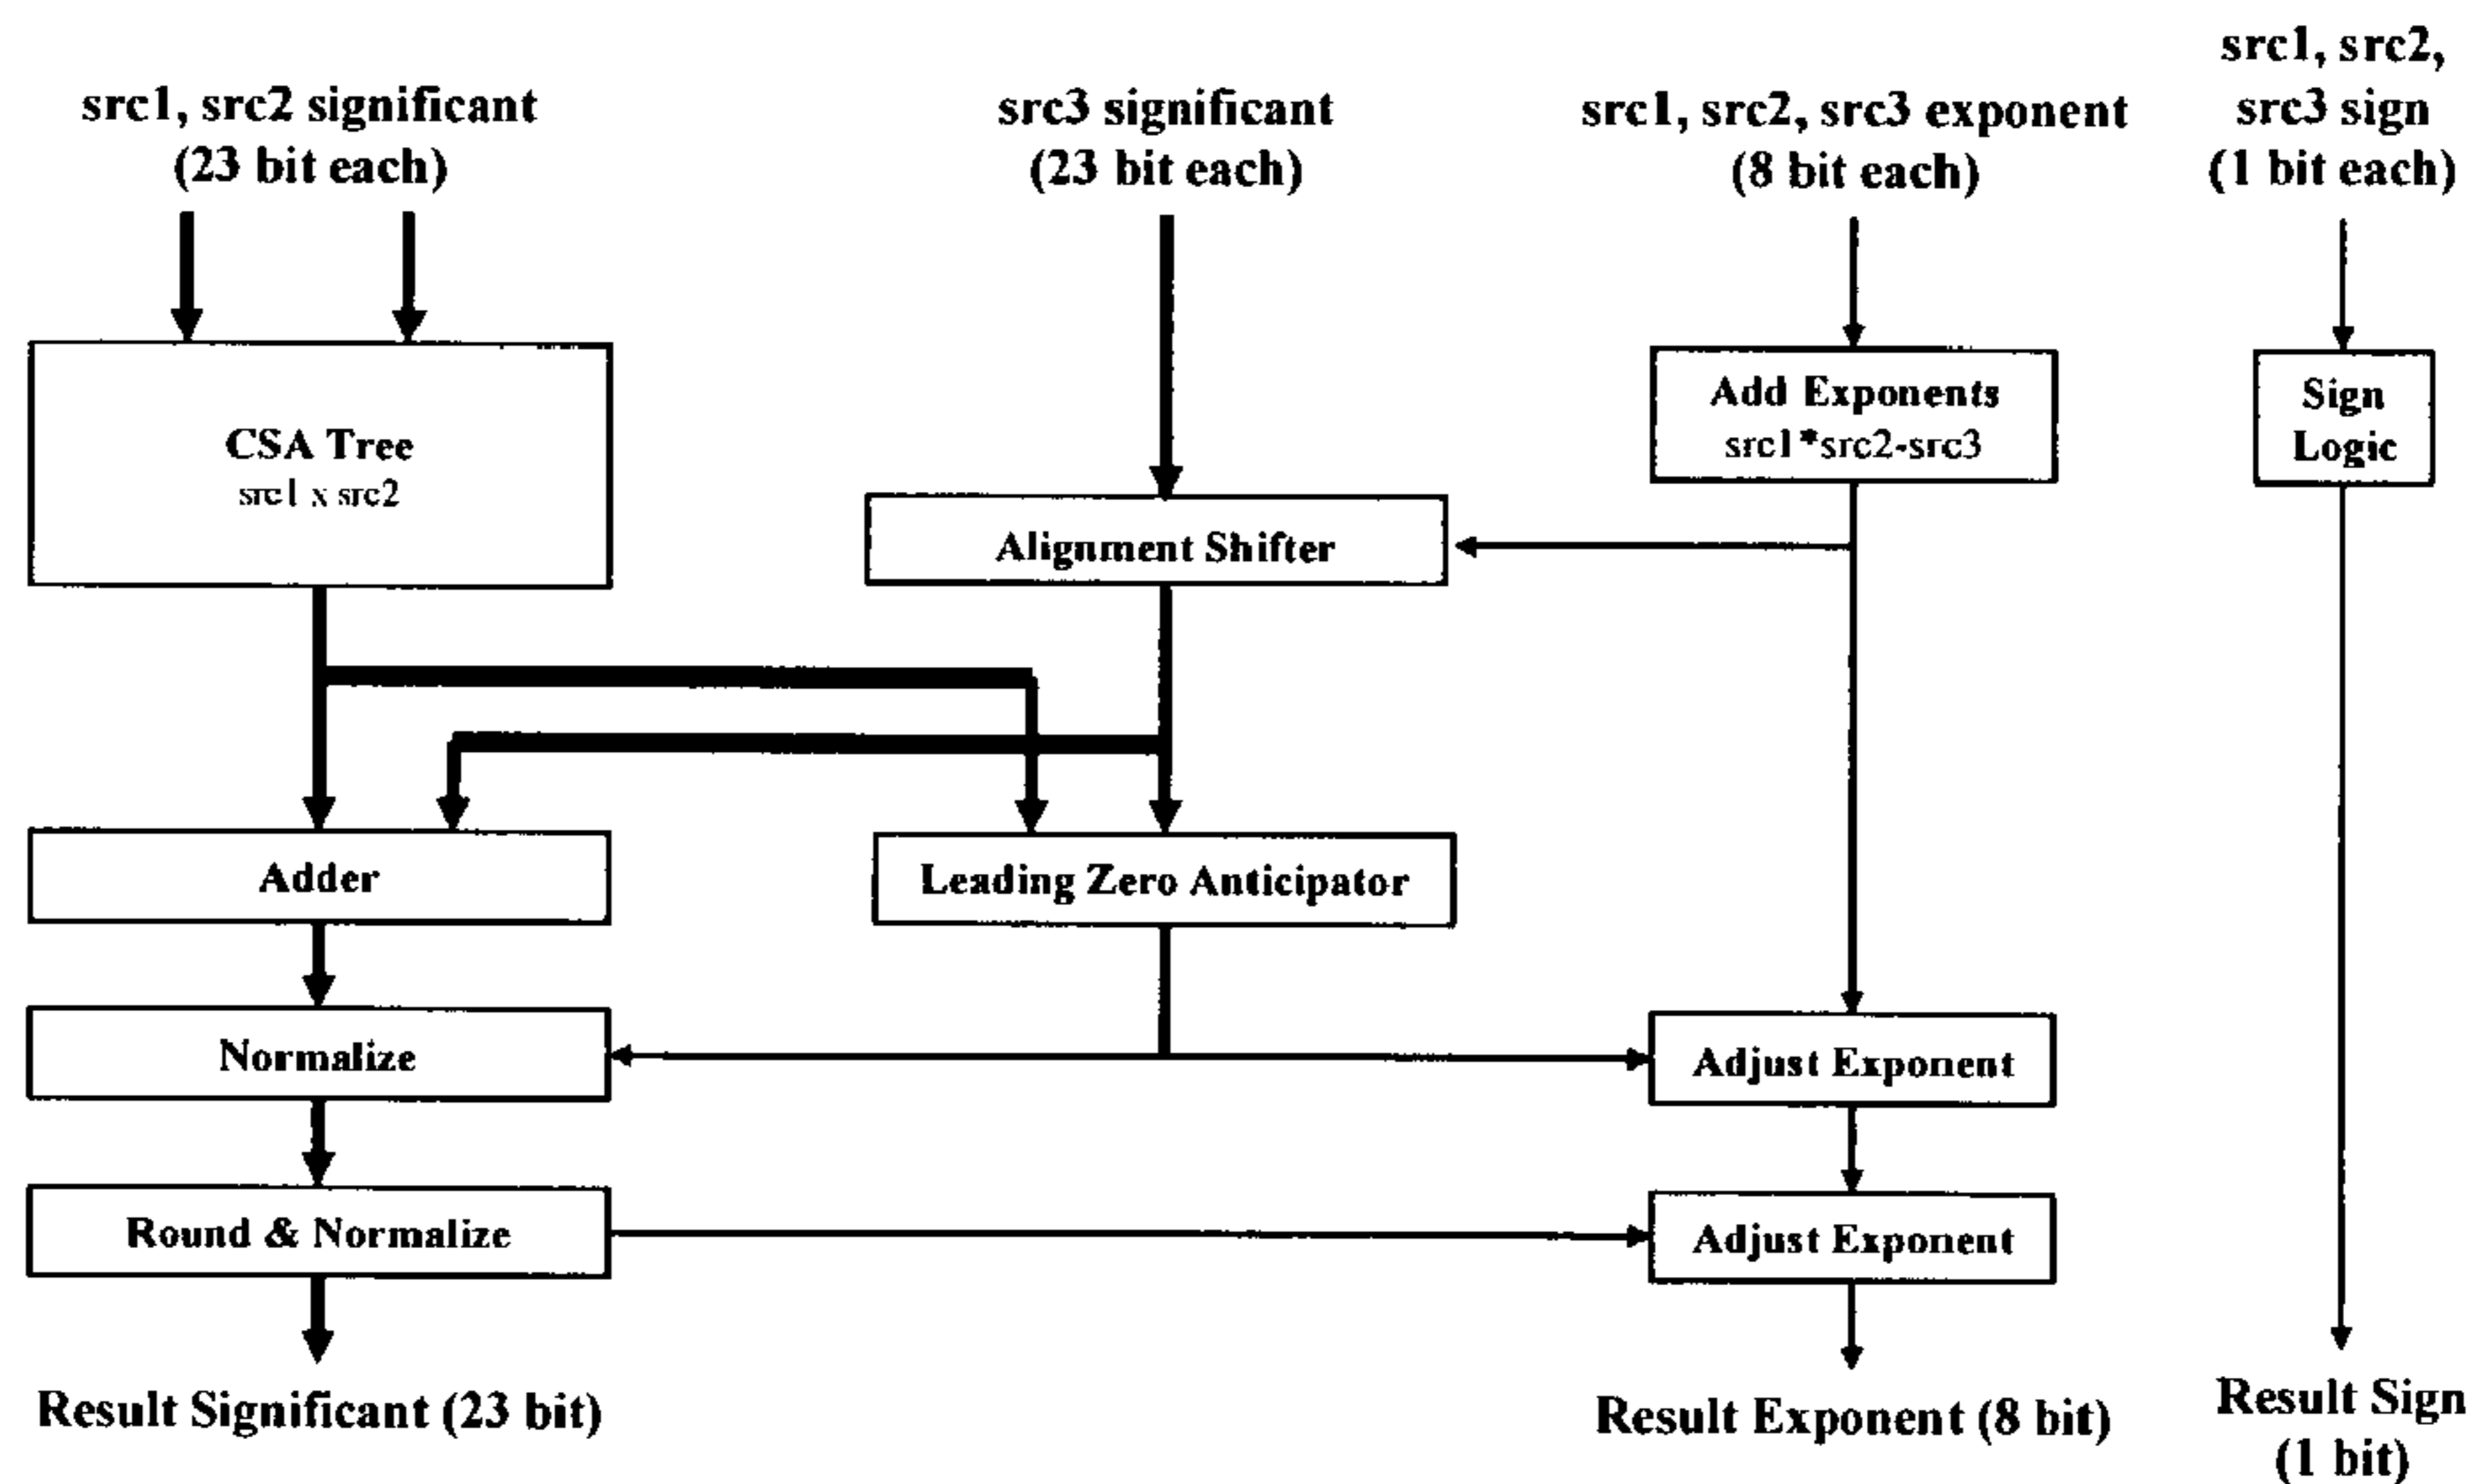 src1, src2 significant
(23 bit each)
src3 significant
(23 bit each)
src1, src2, src3 exponent
(8 bit each)
src1, src2,
src3 sign
(1 bit each)
CSA Tree
src1 x src2
Add Exponents
src1*src2-src3
Sign
Logic
Alignment Shifter
Adder
Leading Zero Anticipator
Normalize
Adjust Exponent
Round & Normalize
Adjust Exponent
Result Significant (23 bit)
Result Exponent (8 bit)
Result Sign
(1 bit)